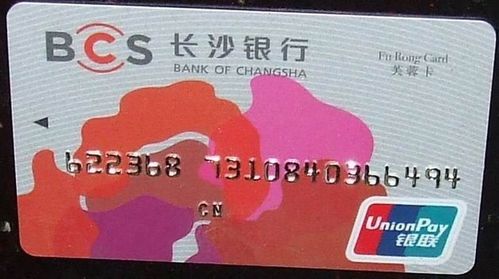 BCS 长沙银行
BANK OF CHANGSHA
Fu Rong Card
芙蓉卡
622368 7310840366494
CN
UnionPay
银联